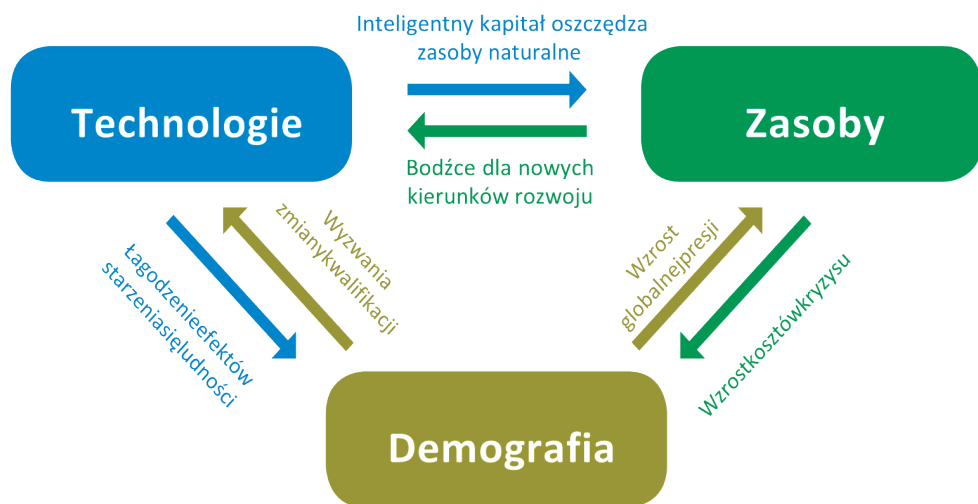 Inteligentny kapitał oszczędza
zasoby naturalne
Technologie
Zasoby
Bodźce dla nowych
kierunków rozwoju
Łagodzenieefektów
starzeniasięludności
Wyzwania
zmianykwalifikacji
Wzrost
globalnejpresji
Wzrostkosztówkryzysu
Demografia